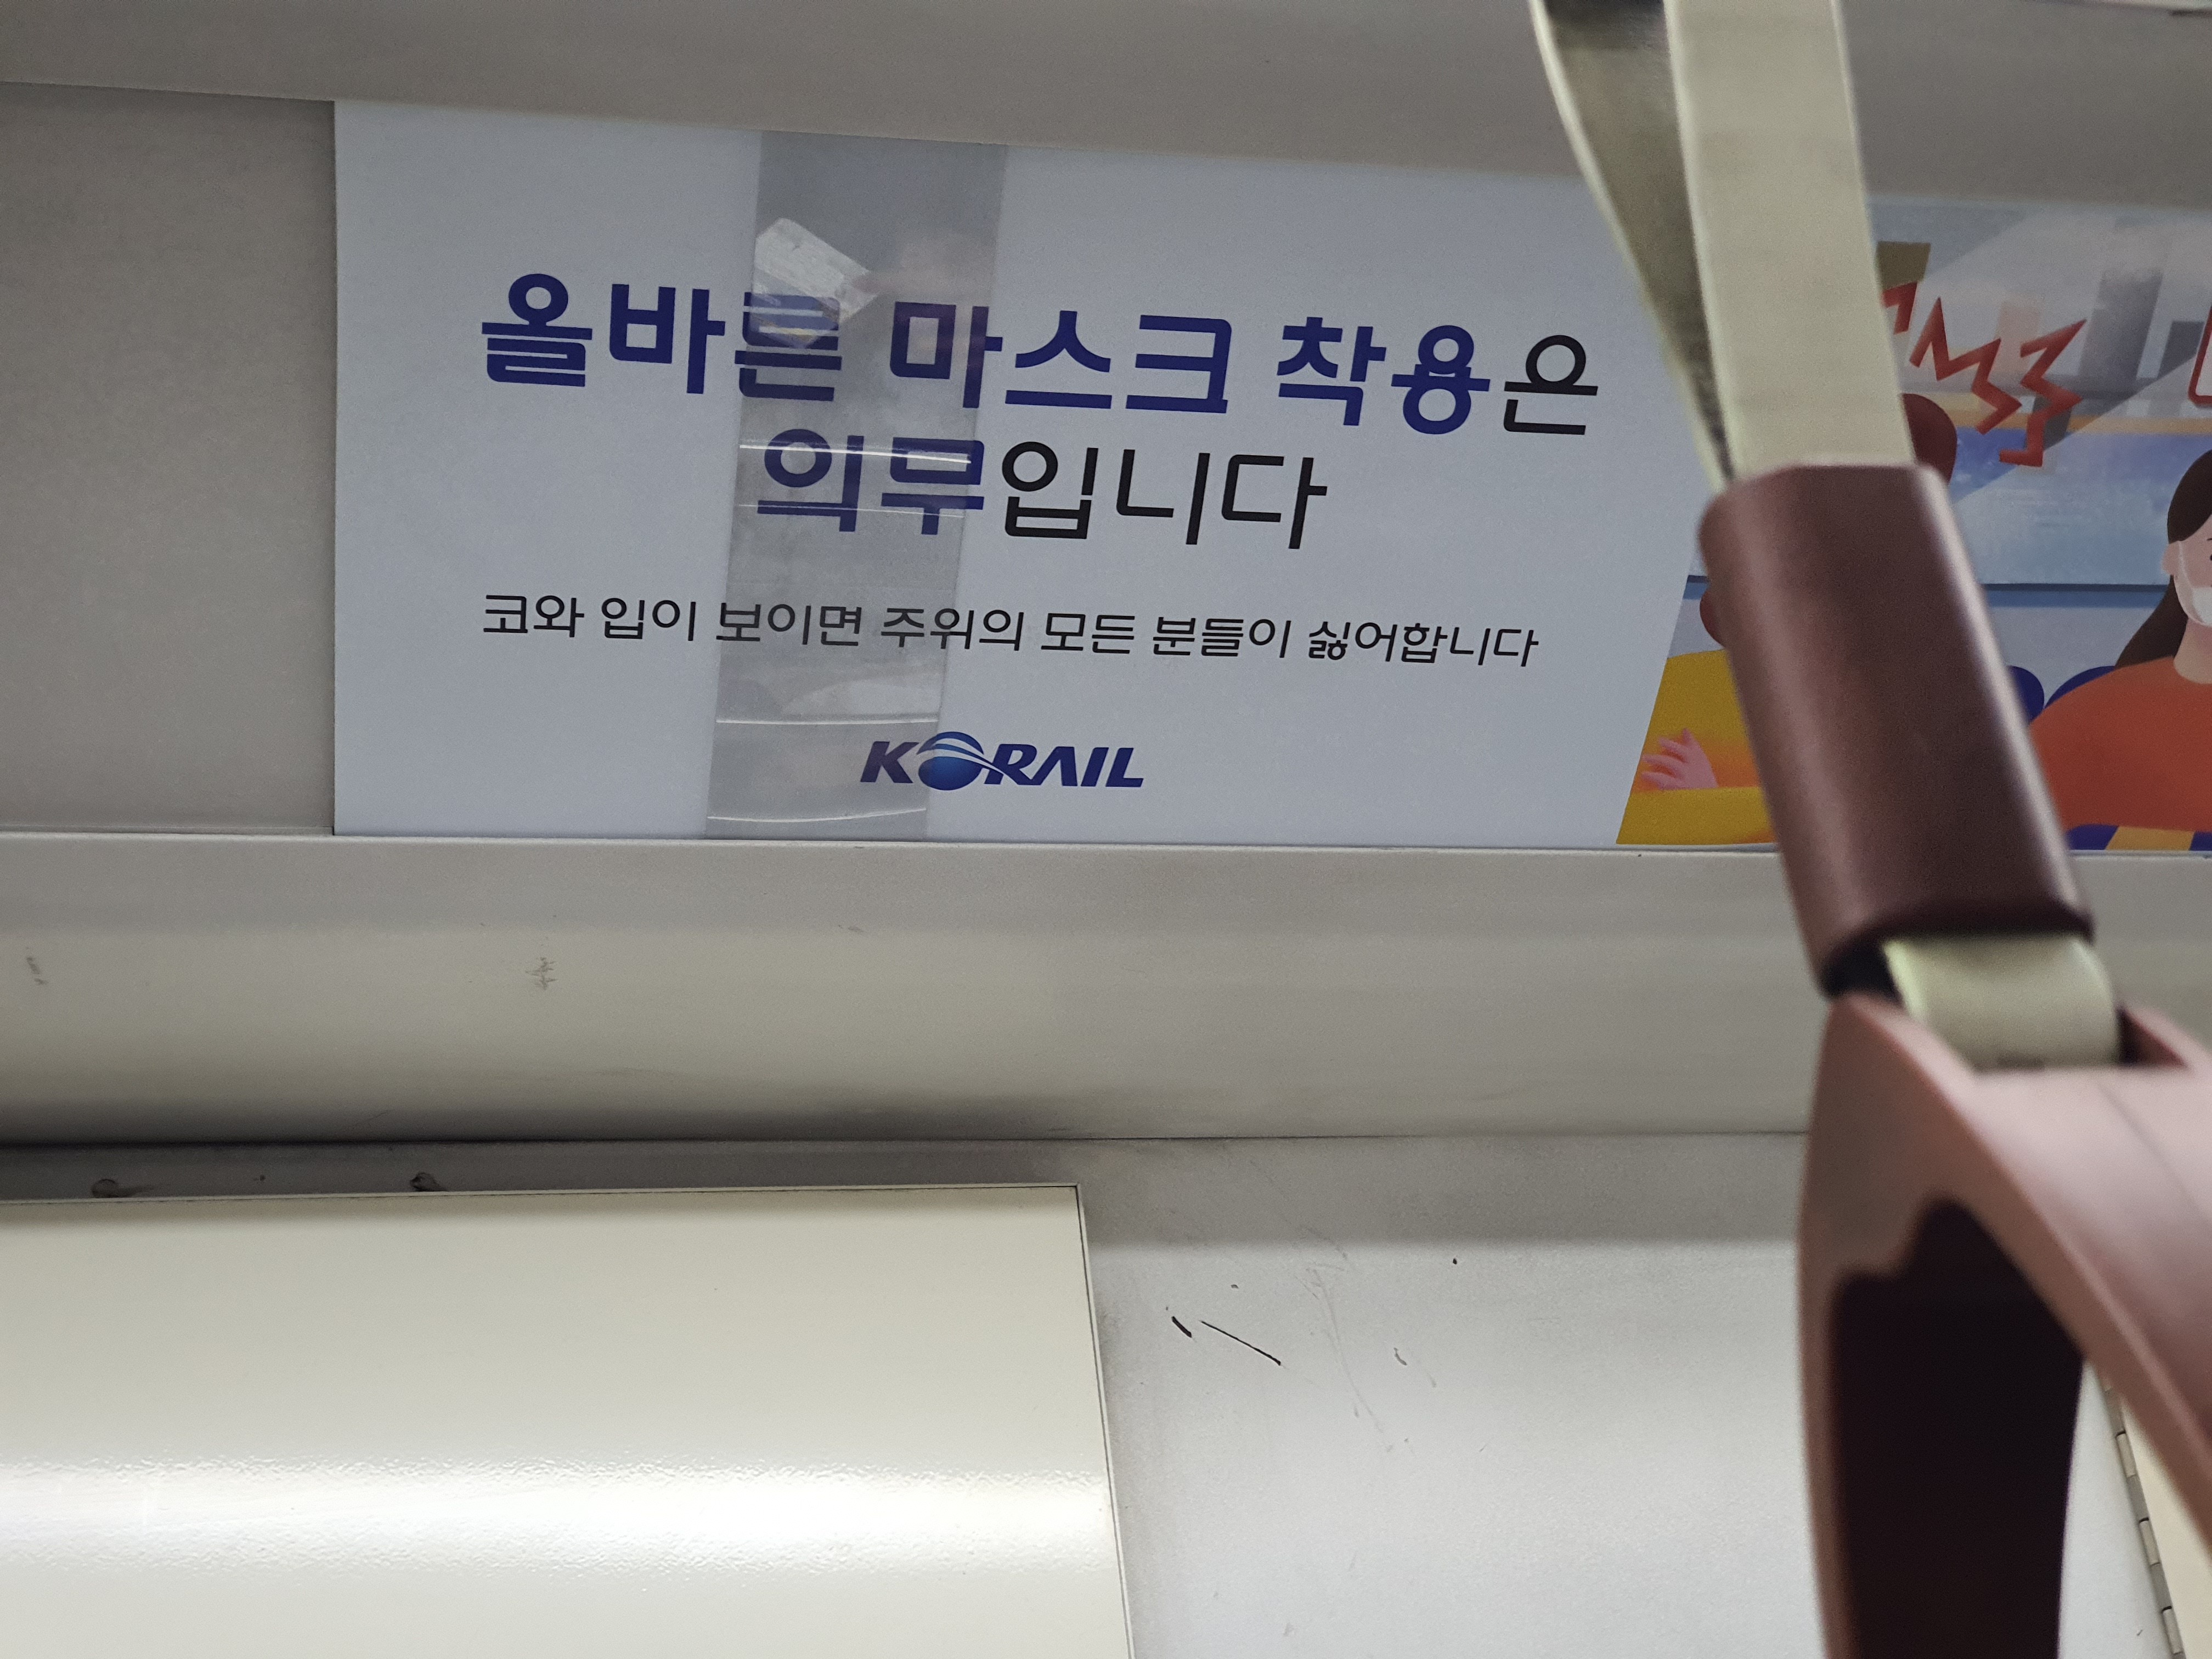 올바른 마스크 착용은
의무입니다
코와 입이 보이면 주위의 모든 분들이 싫어합니다
KORAIL